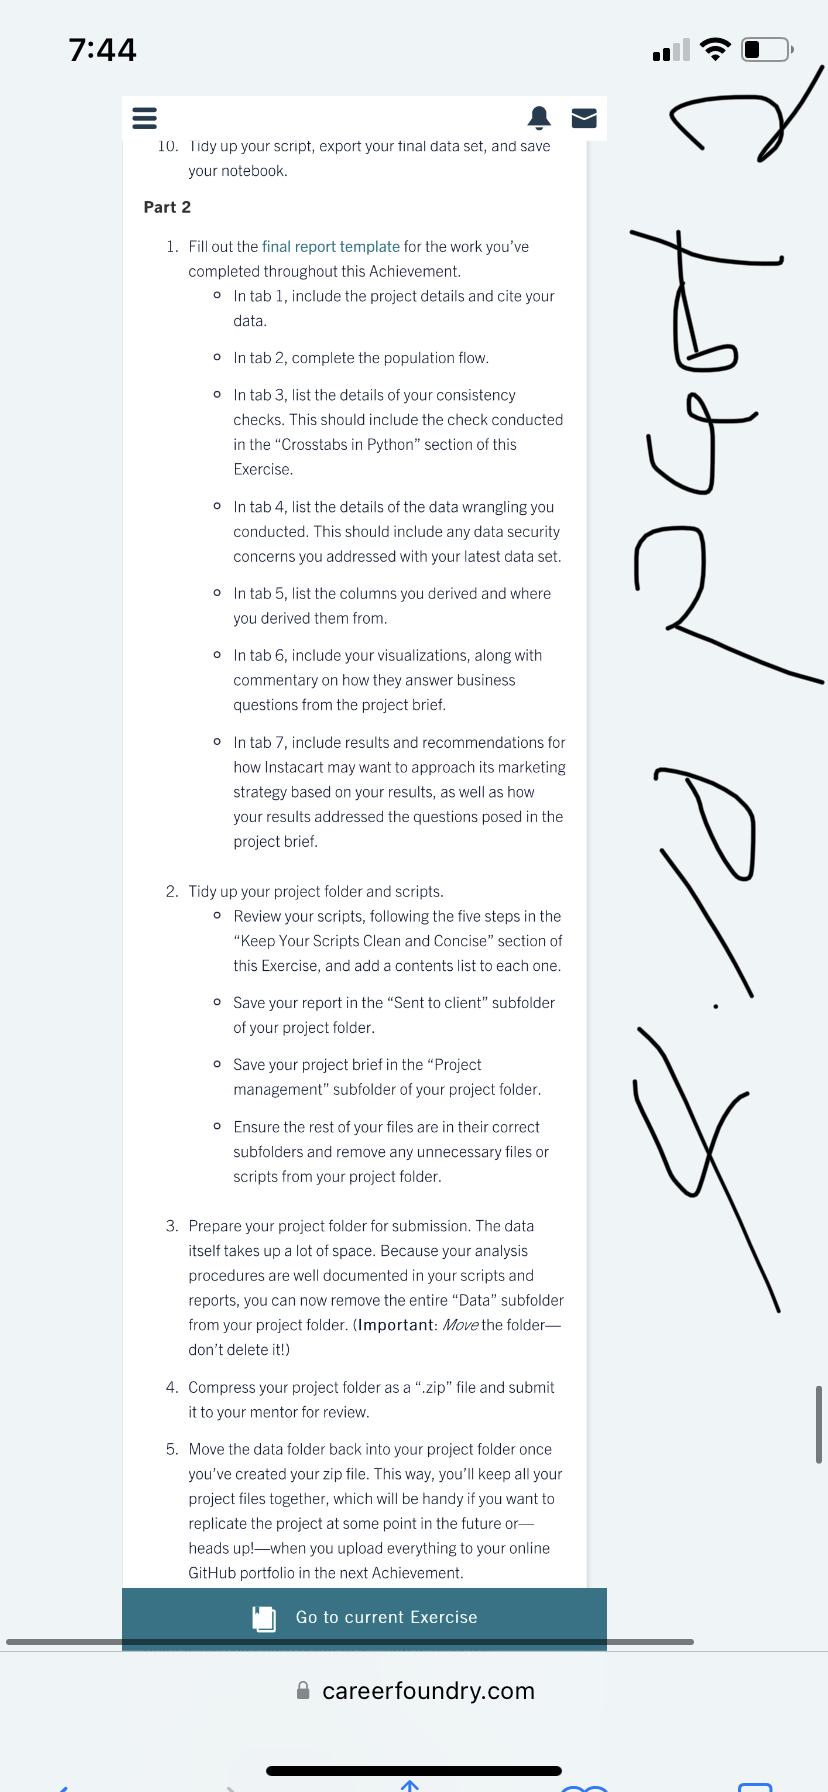 7:44
10. Tidy up your script, export your final data set, and save
your notebook.
Part 2
1. Fill out the final report template for the work you’ve
completed throughout this Achievement.
In tab 1, include the project details and cite your
data.
In tab 2, complete the population flow.
In tab 3, list the details of your consistency
checks. This should include the check conducted
in the “Crosstabs in Python” section of this
Exercise.
In tab 4, list the details of the data wrangling you
conducted. This should include any data security
concerns you addressed with your latest data set.
In tab 5, list the columns you derived and where
you derived them from.
In tab 6, include your visualizations, along with
commentary on how they answer business
questions from the project brief.
In tab 7, include results and recommendations for
how Instacart may want to approach its marketing
strategy based on your results, as well as how
your results addressed the questions posed in the
project brief.
2. Tidy up your project folder and scripts.
Review your scripts, following the five steps in the
“Keep Your Scripts Clean and Concise” section of
this Exercise, and add a contents list to each one.
Save your report in the “Sent to client” subfolder
of your project folder.
Save your project brief in the “Project
management” subfolder of your project folder.
Ensure the rest of your files are in their correct
subfolders and remove any unnecessary files or
scripts from your project folder.
3. Prepare your project folder for submission. The data
itself takes up a lot of space. Because your analysis
procedures are well documented in your scripts and
reports, you can now remove the entire “Data” subfolder
from your project folder. (Important: Move the folder—
don’t delete it!)
4. Compress your project folder as a “.zip” file and submit
it to your mentor for review.
5. Move the data folder back into your project folder once
you’ve created your zip file. This way, you’ll keep all your
project files together, which will be handy if you want to
replicate the project at some point in the future or—
heads up!—when you upload everything to your online
GitHub portfolio in the next Achievement.
4.10
Go to current Exercise
careerfoundry.com